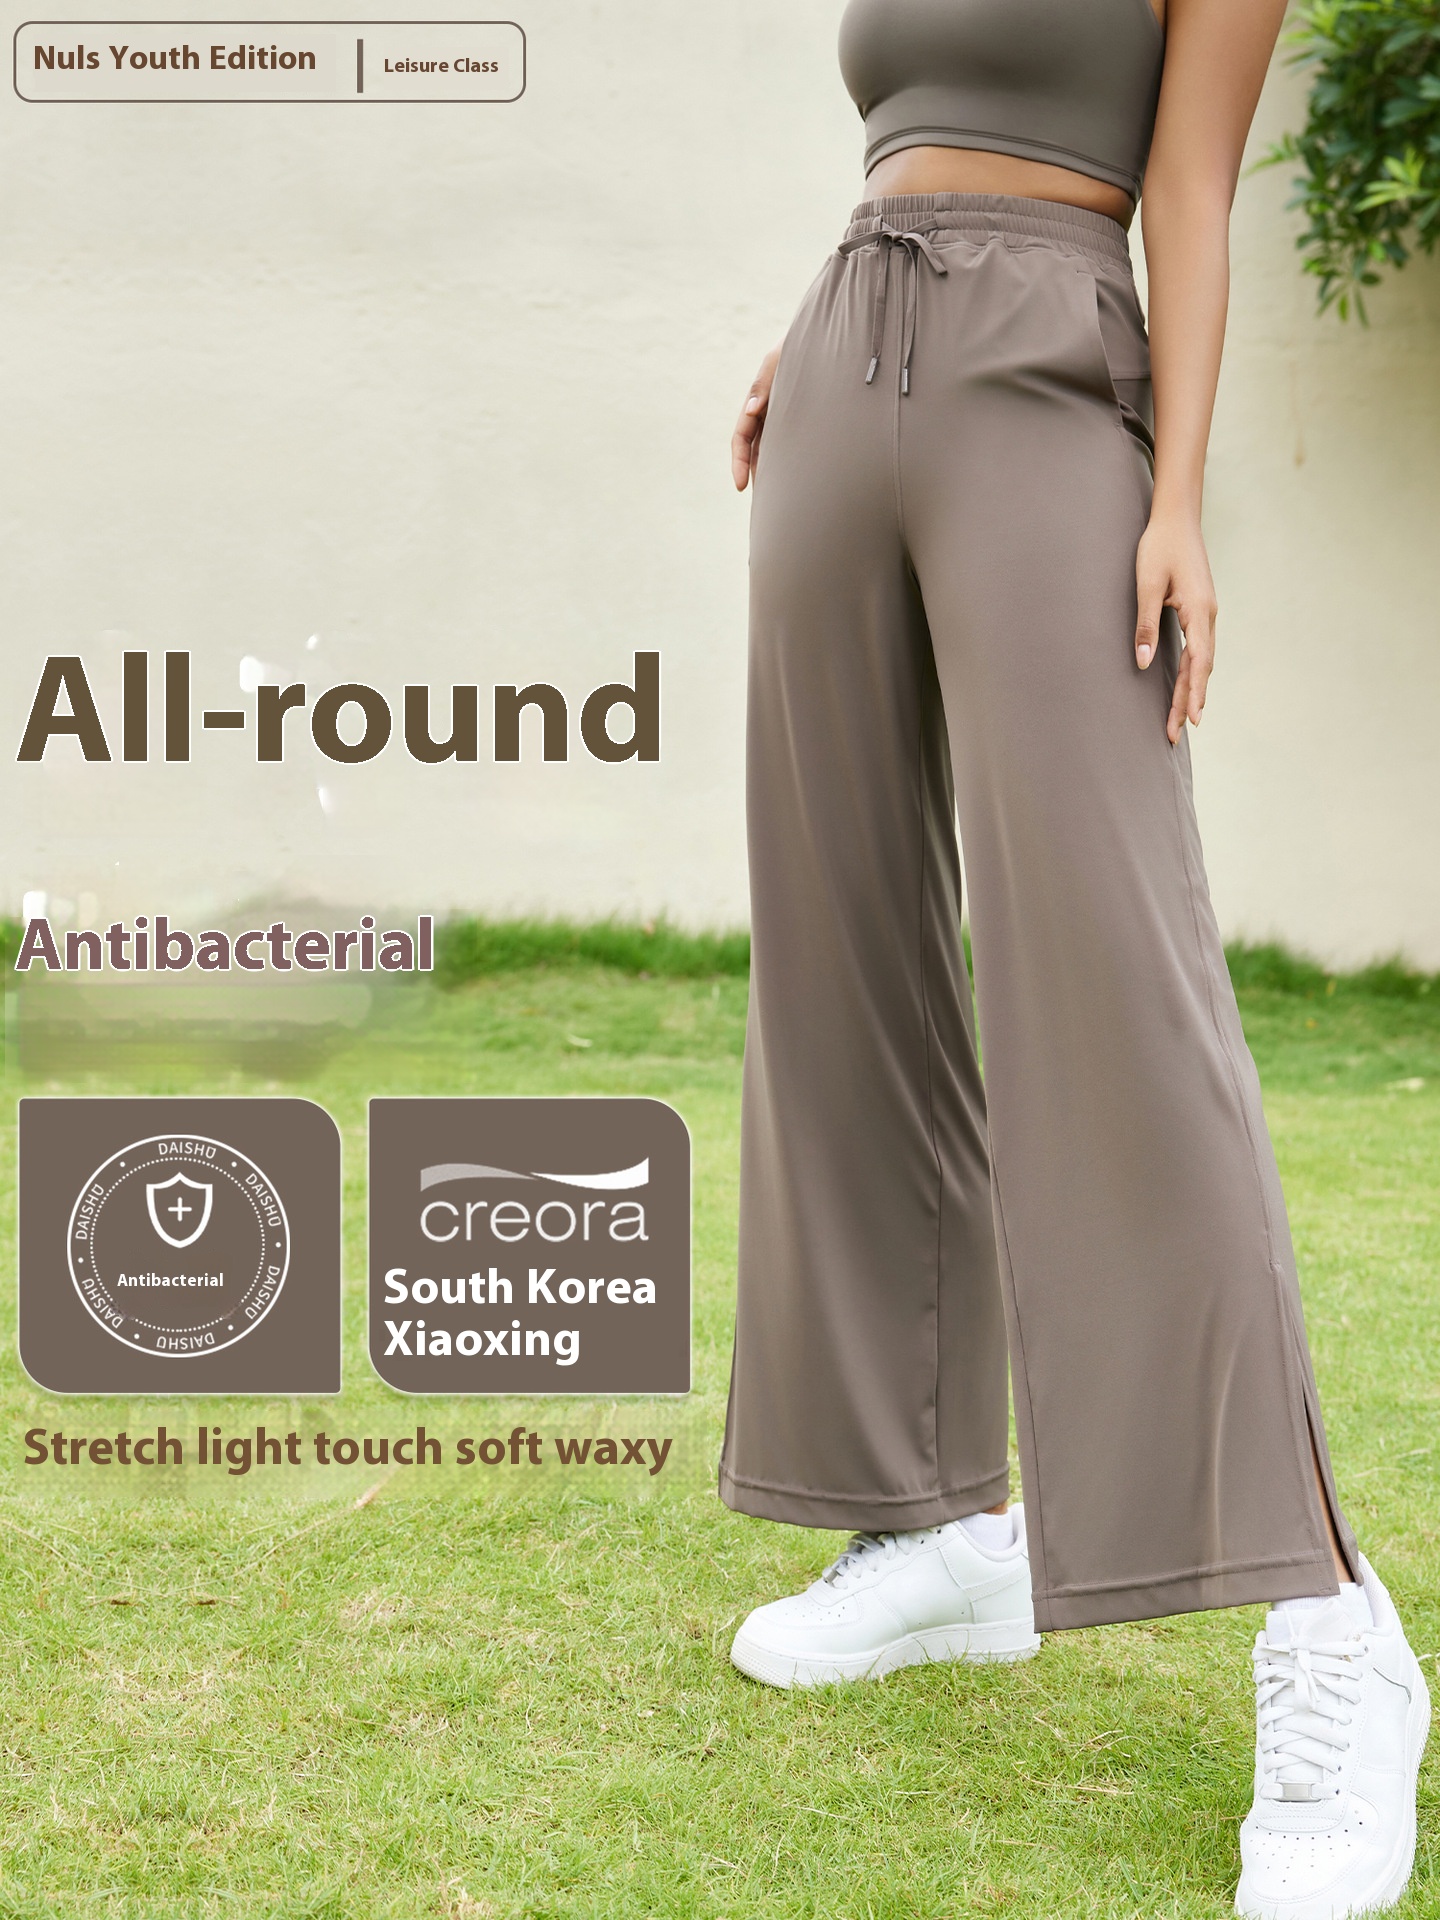 Nuls Youth Edition
Leisure Class
All-round
Antibacterial
DAISHU DAISHU DAISHU DAISHU DAISHU DAISHU
Antibacterial
creora
South Korea
Xiaoxing
Stretch light touch soft waxy